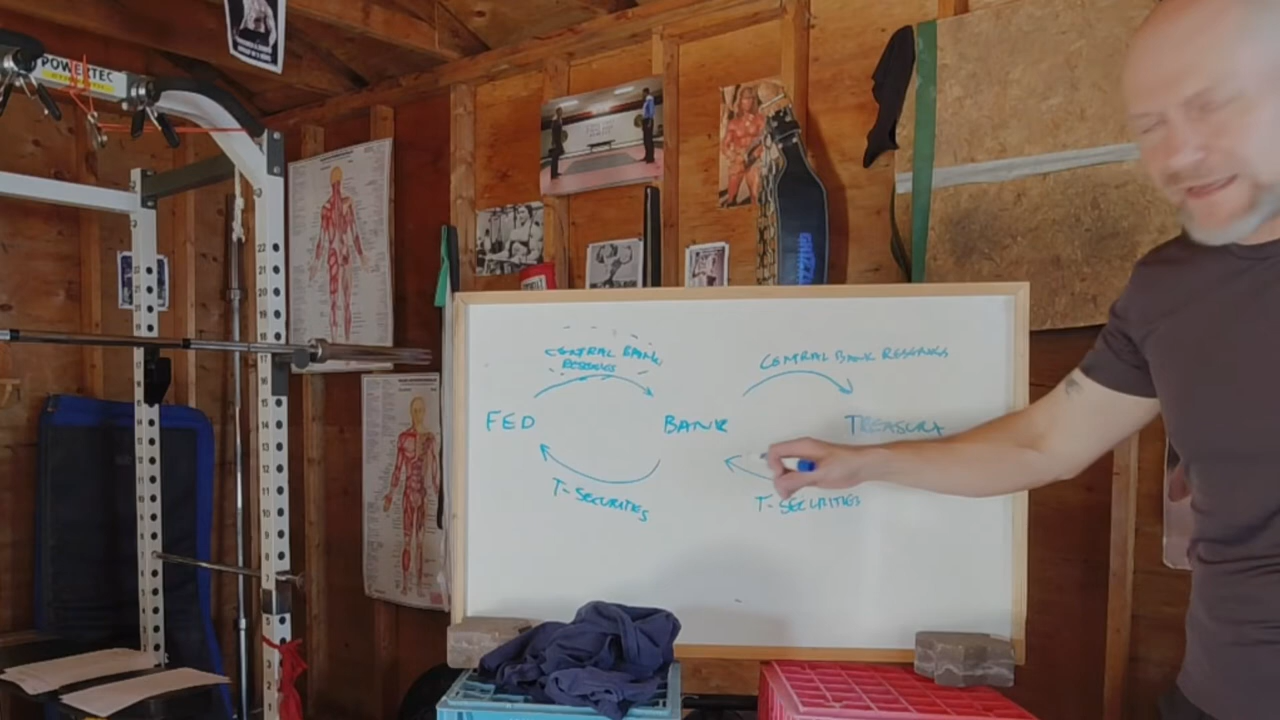 POWERTEC
CENTRAL BANK
RESERVES
CENTRAL BANK RESERVES
FED
BANK
TREASURY
T-SECURITIES
T-SECURITIES